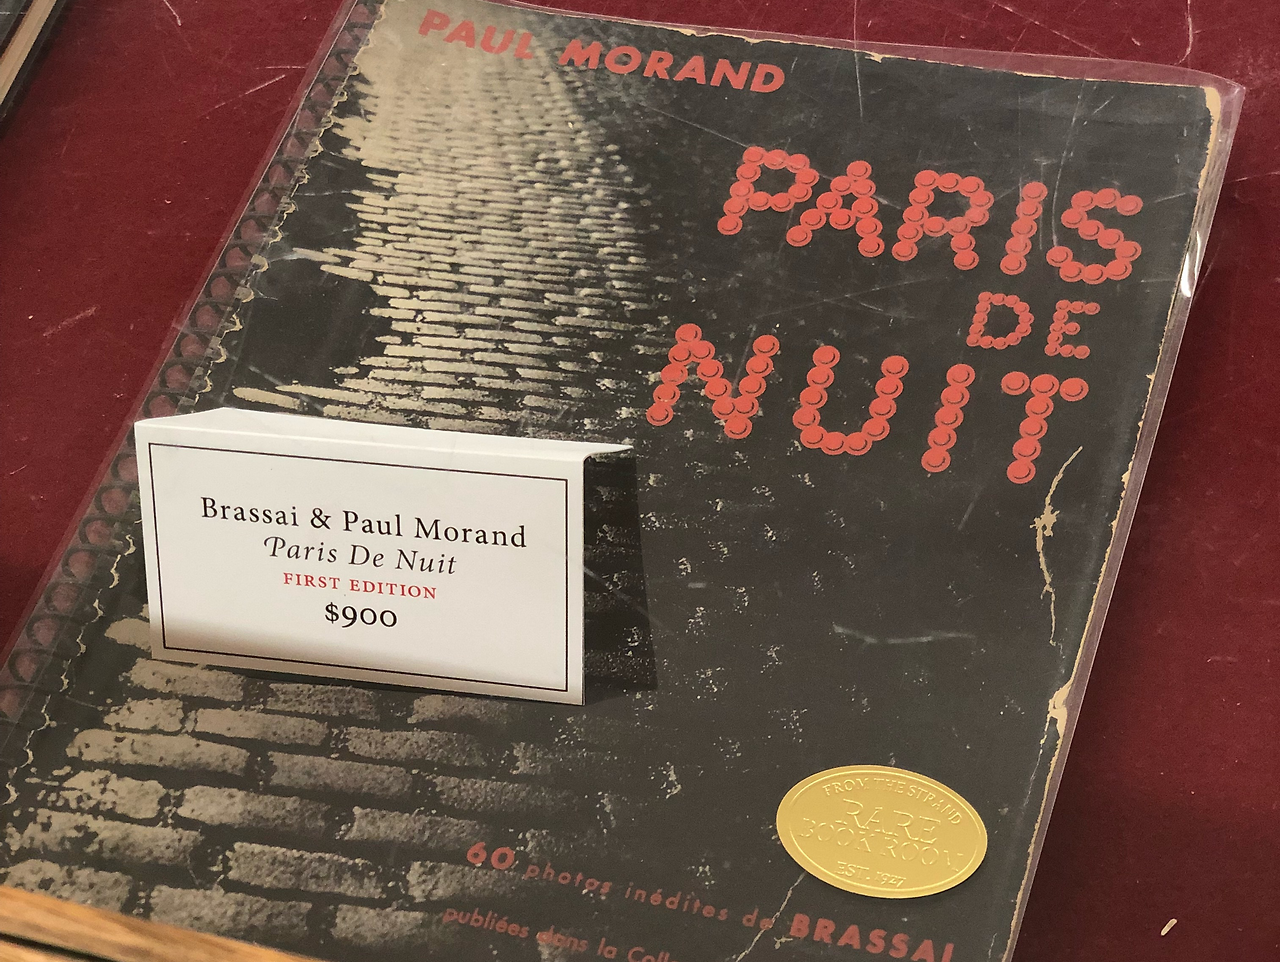 PAUL MORAND
PARIS
DE
NUIT
Brassai & Paul Morand
Paris De Nuit
FIRST EDITION
$900
FROM THE STRAND
RARE
BOOK ROOM
EST. 1927
60 photos inédites de BRASSAI
publiées dans la